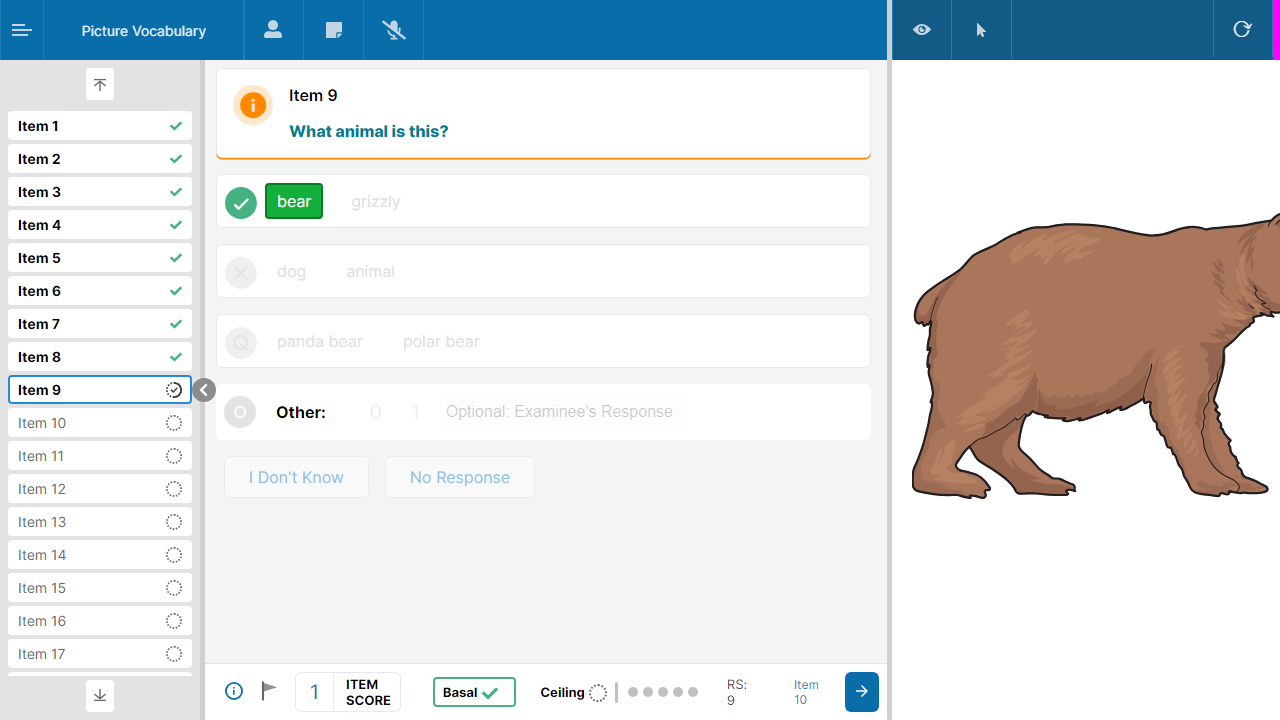 Picture Vocabulary
Item 1
Item 2
Item 3
Item 4
Item 5
Item 6
Item 7
Item 8
Item 9
Item 10
Item 11
Item 12
Item 13
Item 14
Item 15
Item 16
Item 17
Item 9
What animal is this?
bear grizzly
dog animal
panda bear polar bear
Other: 0 1 Optional: Examinee's Response
I Don’t Know No Response
1 ITEM SCORE
Basal
Ceiling
RS: 9
Item 10